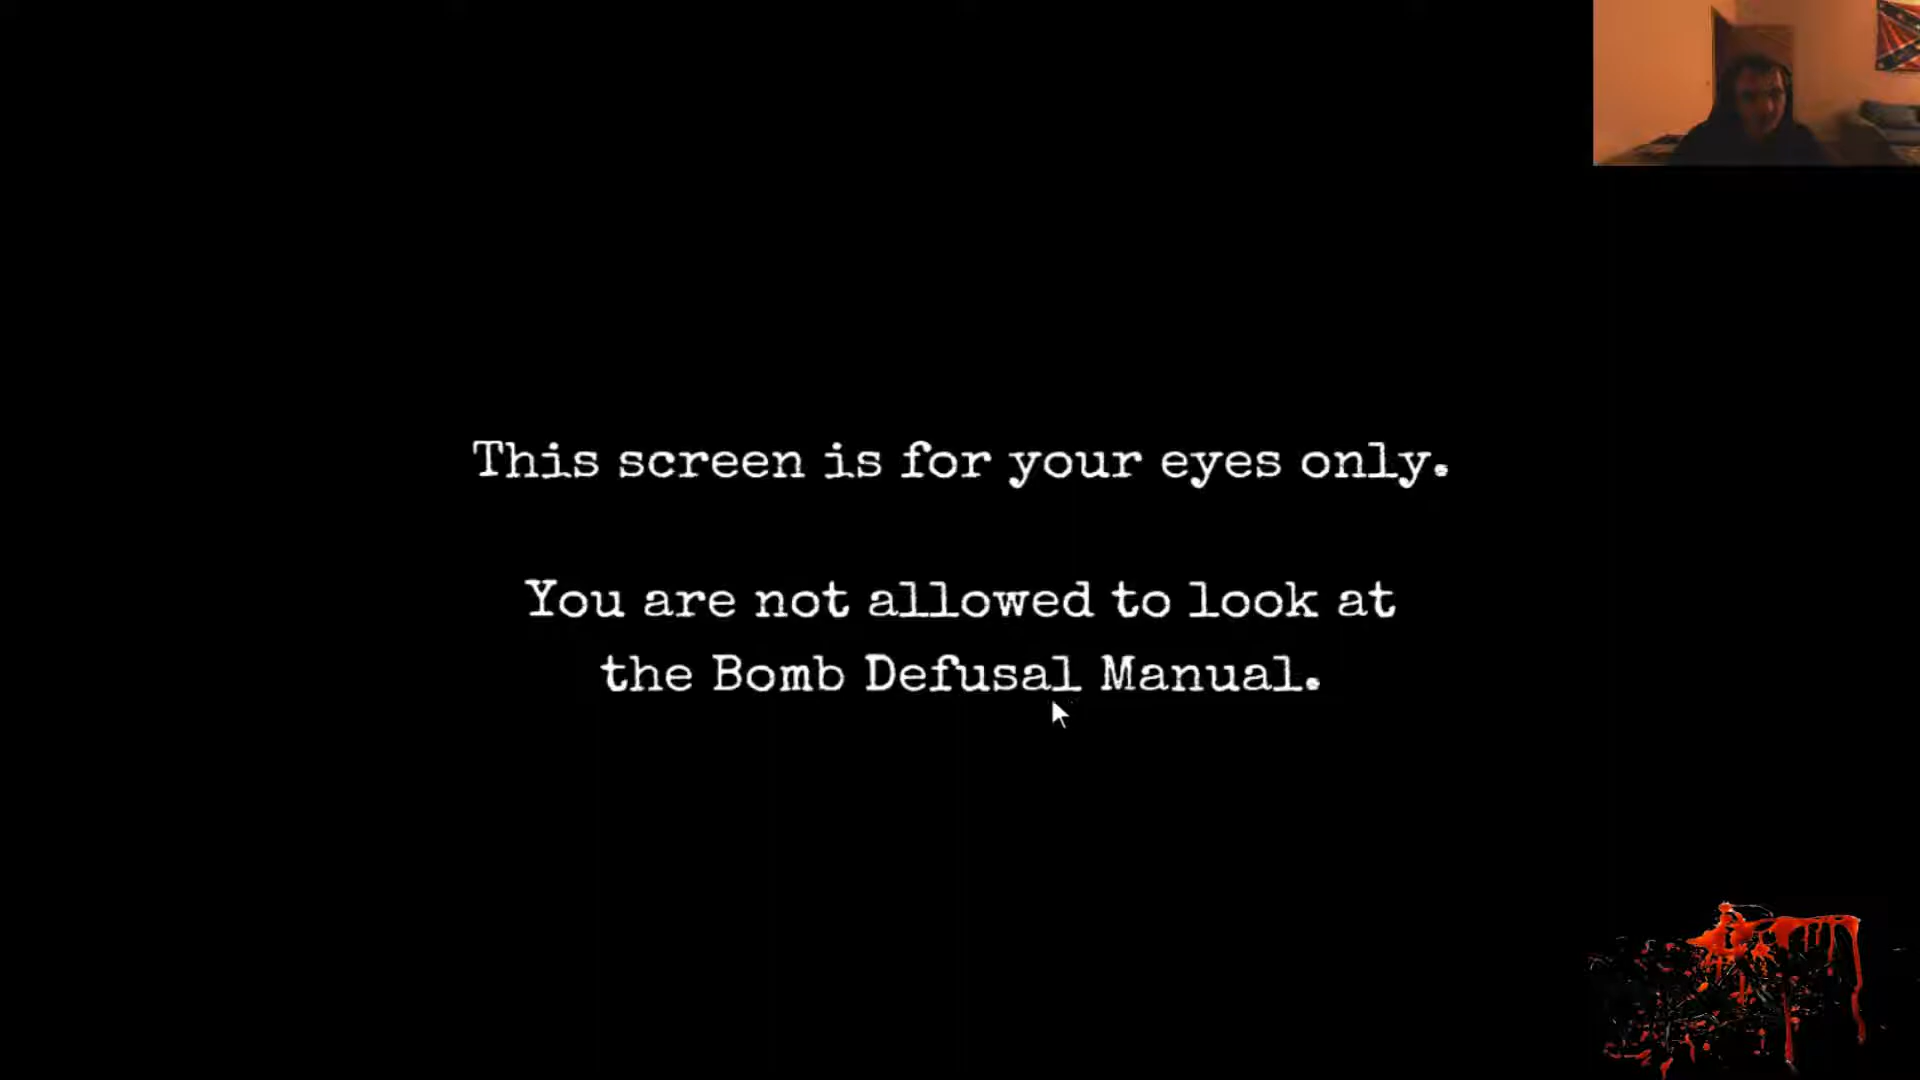 This screen is for your eyes only.
You are not allowed to look at
the Bomb Defusal Manual.